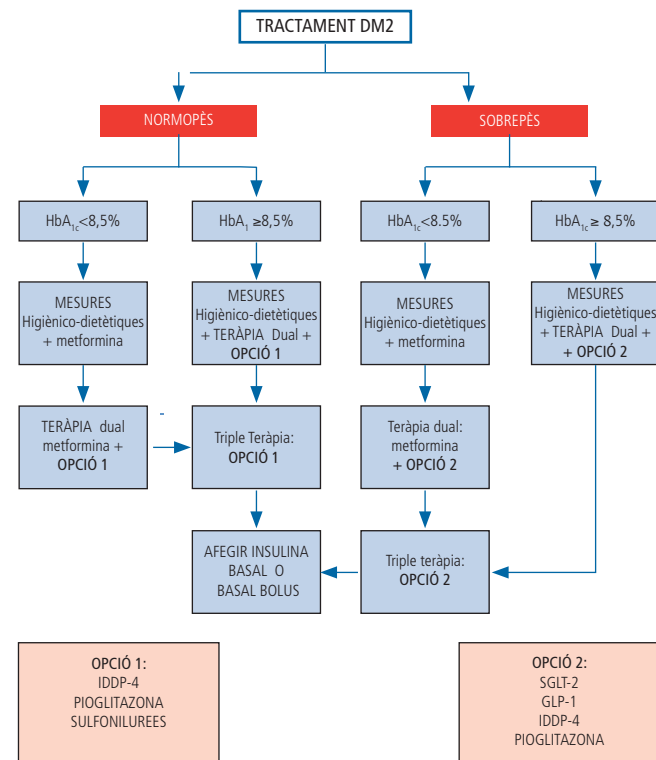 TRACTAMENT DM2
NORMOPÈS
SOBREPÈS
HbA1c<8,5%
HbA1 ≥8,5%
HbA1c<8.5%
HbA1c≥ 8,5%
MESURES
Higiènico-dietètiques
+ metformina
MESURES
Higiènico-dietètiques
+ TERÀPIA Dual +
OPCIÓ 1
MESURES
Higiènico-dietètiques
+ metformina
MESURES
Higiènico-dietètiques
+ TERÀPIA Dual +
+ OPCIÓ 2
TERÀPIA dual
metformina +
OPCIÓ 1
Triple Teràpia:
OPCIÓ 1
Teràpia dual:
metformina
+ OPCIÓ 2
AFEGIR INSULINA
BASAL O
BASAL BOLUS
Triple teràpia:
OPCIÓ 2
OPCIÓ 1:
IDDP-4
PIOGLITAZONA
SULFONILUREES
OPCIÓ 2:
SGLT-2
GLP-1
IDDP-4
PIOGLITAZONA